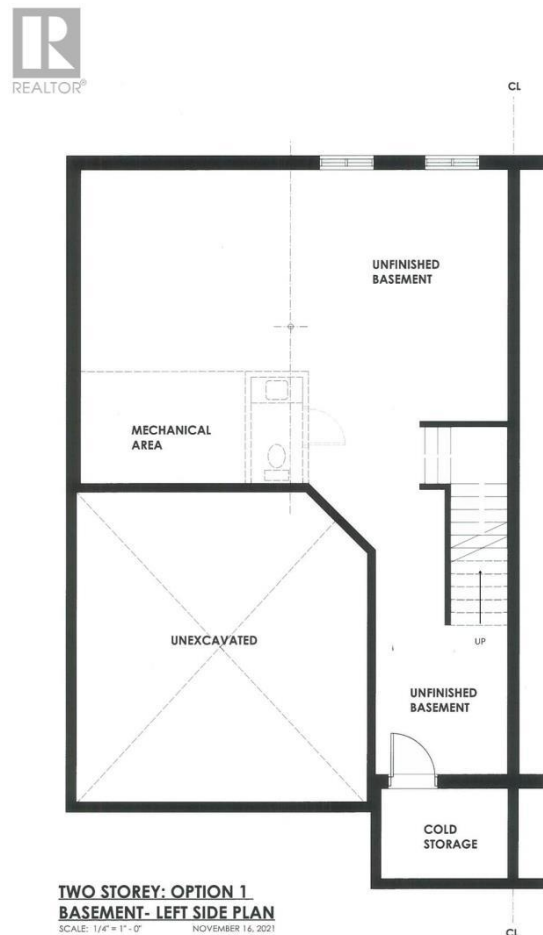 REALTOR®
CL
UNFINISHED
BASEMENT
MECHANICAL
AREA
UNEXCAVATED
UP
UNFINISHED
BASEMENT
COLD
STORAGE
TWO STOREY: OPTION 1
BASEMENT- LEFT SIDE PLAN
SCALE: 1/4" = 1' - 0" NOVEMBER 16, 2021
CL